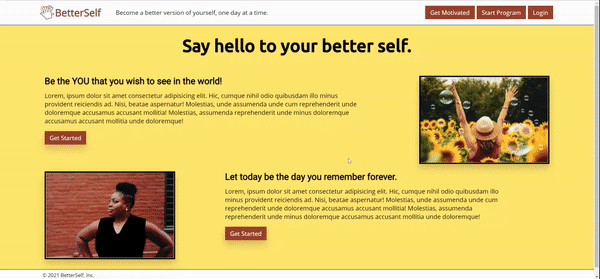 BetterSelf
Become a better version of yourself, one day at a time.
Get Motivated
Start Program
Login
Say hello to your better self.
Be the YOU that you wish to see in the world!
Lorem, ipsum dolor sit amet consectetur adipisicing elit. Hic, cumque nihil odio quibusdam illo minus
provident reiciendis ad. Nisi, beatae aspernatur! Molestias, unde assumenda unde cum reprehenderit unde
doloremque accusamus accusant mollitia unde minus doloremque
accusamus accusant mollitia unde doloremque!
Get Started
Let today be the day you remember forever.
Lorem, ipsum dolor sit amet consectetur adipisicing elit. Hic, cumque nihil odio quibusdam illo minus
provident reiciendis ad. Nisi, beatae aspernatur! Molestias, unde assumenda unde cum
reprehenderit unde doloremque accusamus accusant mollitia assumenda unde reprehenderit unde
minus doloremque accusamus accusant mollitia unde doloremque!
Get Started
© 2021 BetterSelf, Inc.